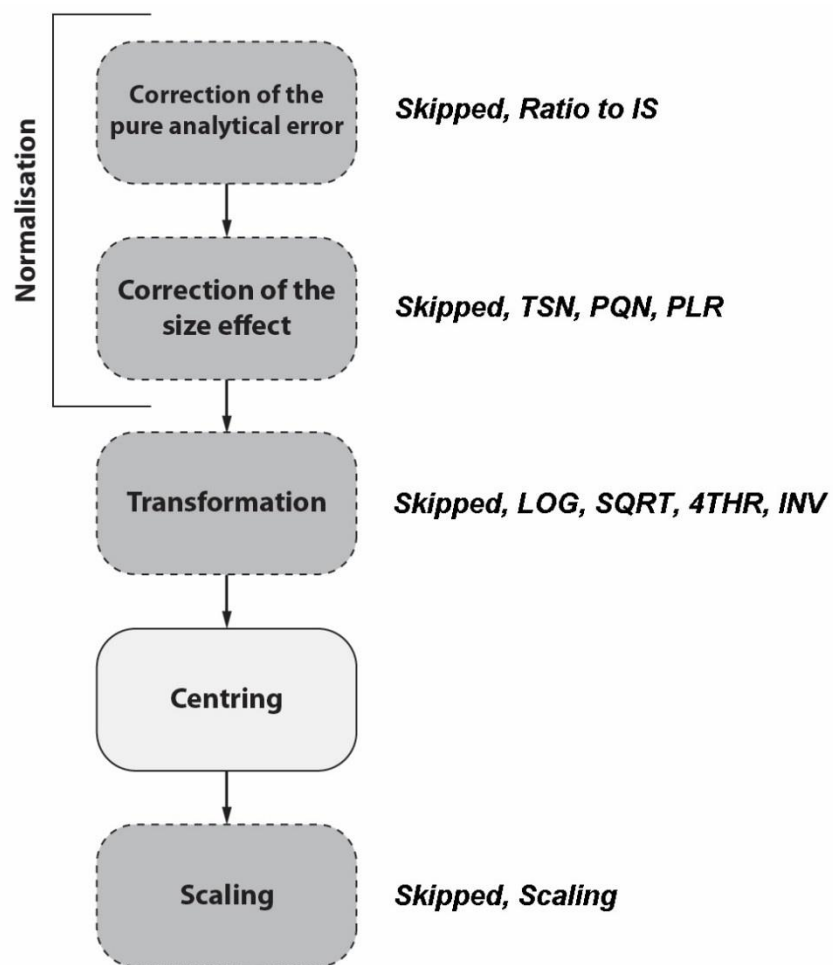 Normalisation
Correction of the
pure analytical error
Skipped, Ratio to IS
Correction of the
size effect
Skipped, TSN, PQN, PLR
Transformation
Skipped, LOG, SQRT, 4THR, INV
Centring
Scaling
Skipped, Scaling